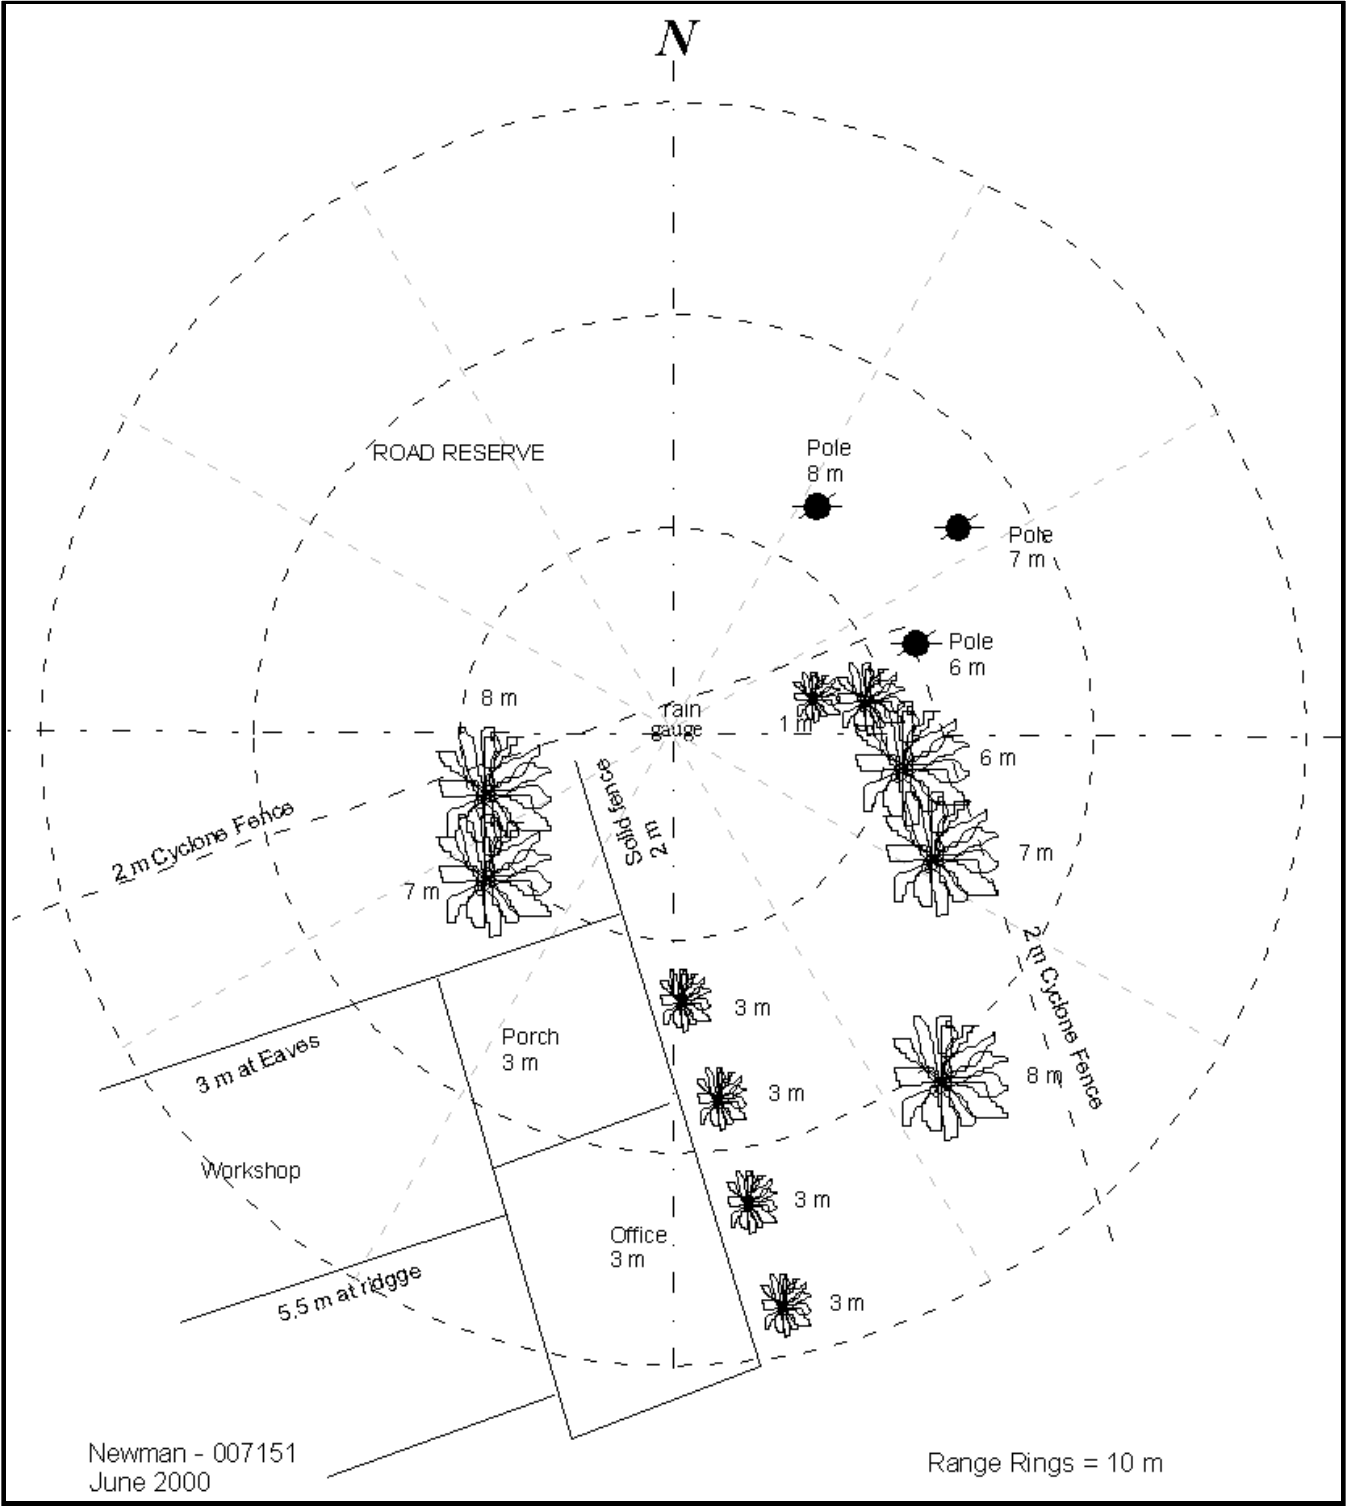 N
ROAD RESERVE
Pole
8 m
Pole
7 m
Pole
6 m
8 m
rain
gauge
1 m
6 m
Solid fence
2 m
2 m Cyclone Fence
7 m
7 m
2 m Cyclone Fence
3 m
Porch
3 m
3 m at Eaves
8 m
3 m
Workshop
3 m
Office
3 m
5.5 m at ridgge
3 m
Newman - 007151
June 2000
Range Rings = 10 m